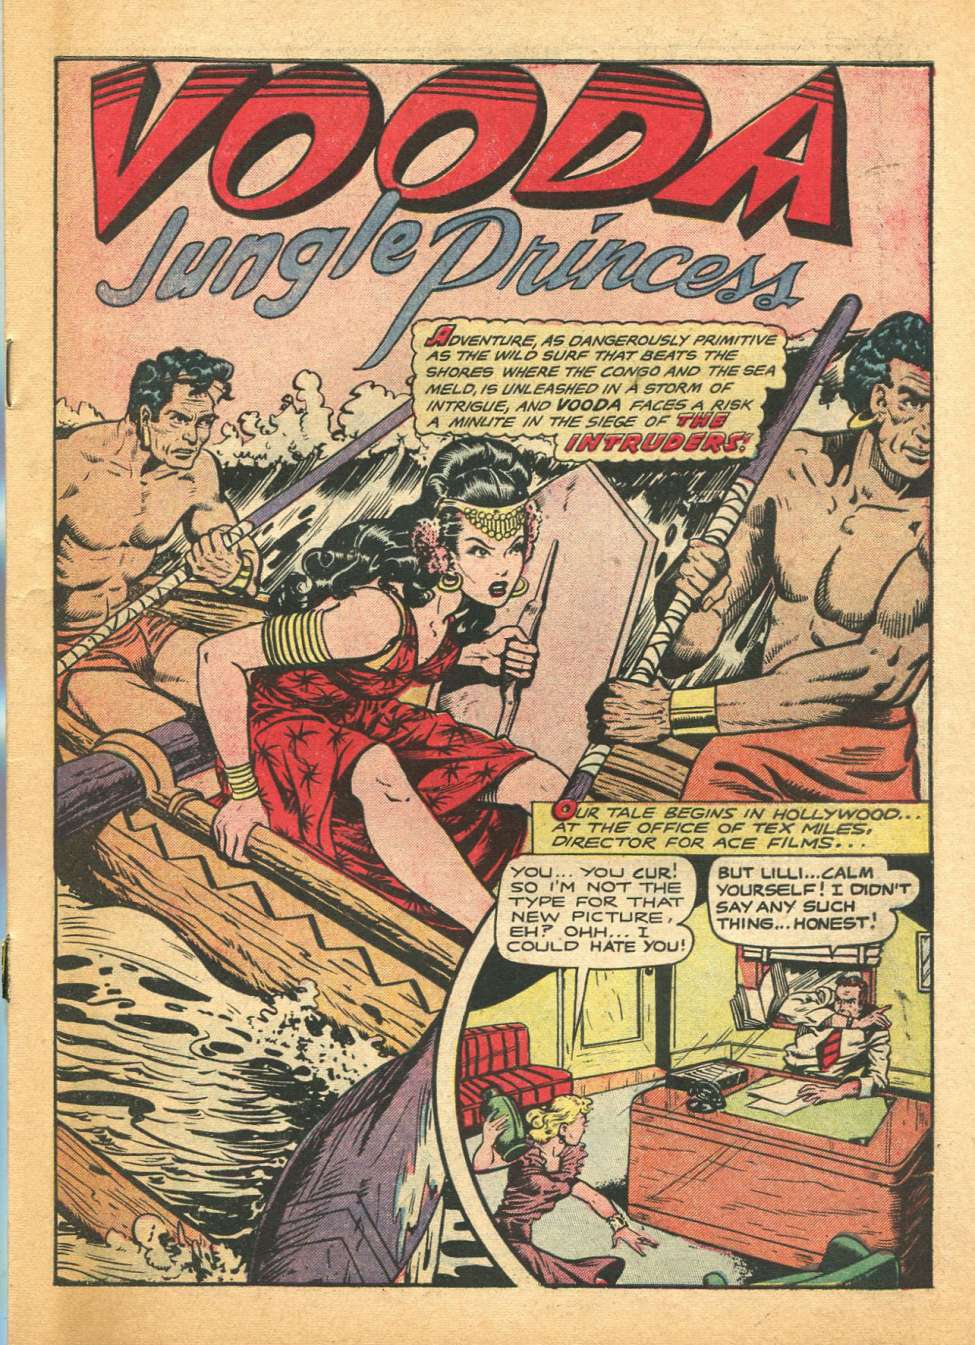 VOODA
Jungle Princess
ADVENTURE, AS DANGEROUSLY PRIMITIVE
AS THE WILD SURF THAT BEATS THE
SHORES WHERE THE CONGO AND THE SEA
MELD, IS UNLEASHED IN A STORM OF
INTRIGUE, AND VOODA FACES A RISK
A MINUTE IN THE SIEGE OF THE
INTRUDERS!
OUR TALE BEGINS IN HOLLYWOOD...
AT THE OFFICE OF TEX MILES,
DIRECTOR FOR ACE FILMS...
YOU... YOU CUR!
SO I'M NOT THE
TYPE FOR THAT
NEW PICTURE,
EH? OHH... I
COULD HATE YOU!
BUT LILLI...CALM
YOURSELF! I DIDN'T
SAY ANY SUCH
THING... HONEST!